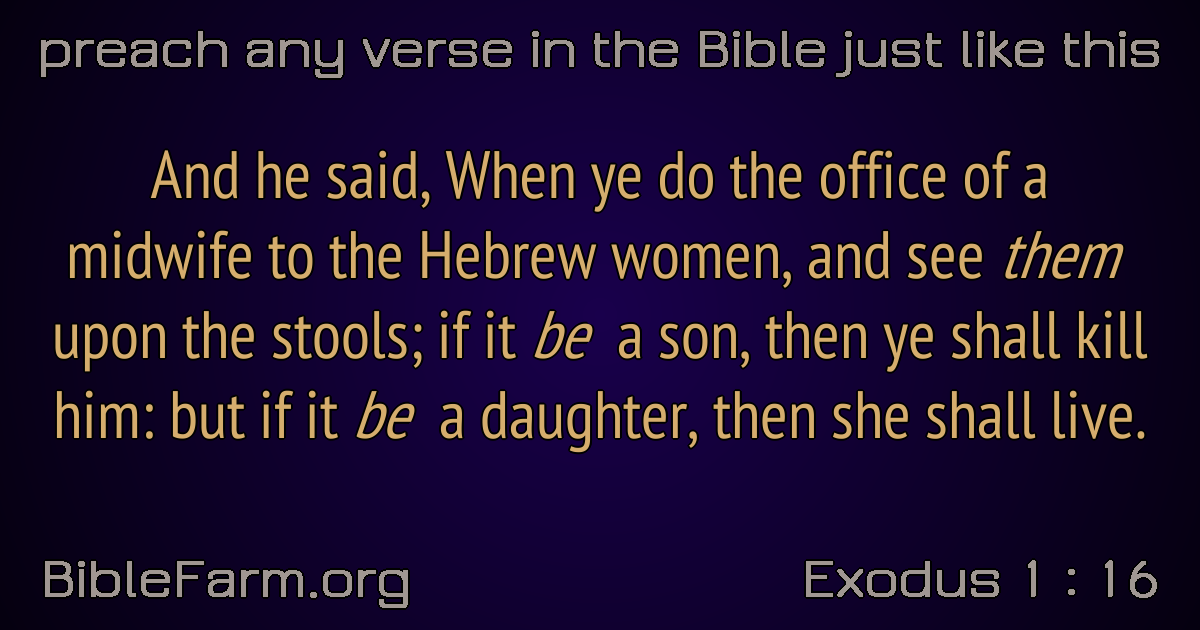 preach any verse in the Bible just like this
And he said, When ye do the office of a
midwife to the Hebrew women, and see them
upon the stools; if it be a son, then ye shall kill
him: but if it be a daughter, then she shall live.
BibleFarm.org
Exodus 1 : 16